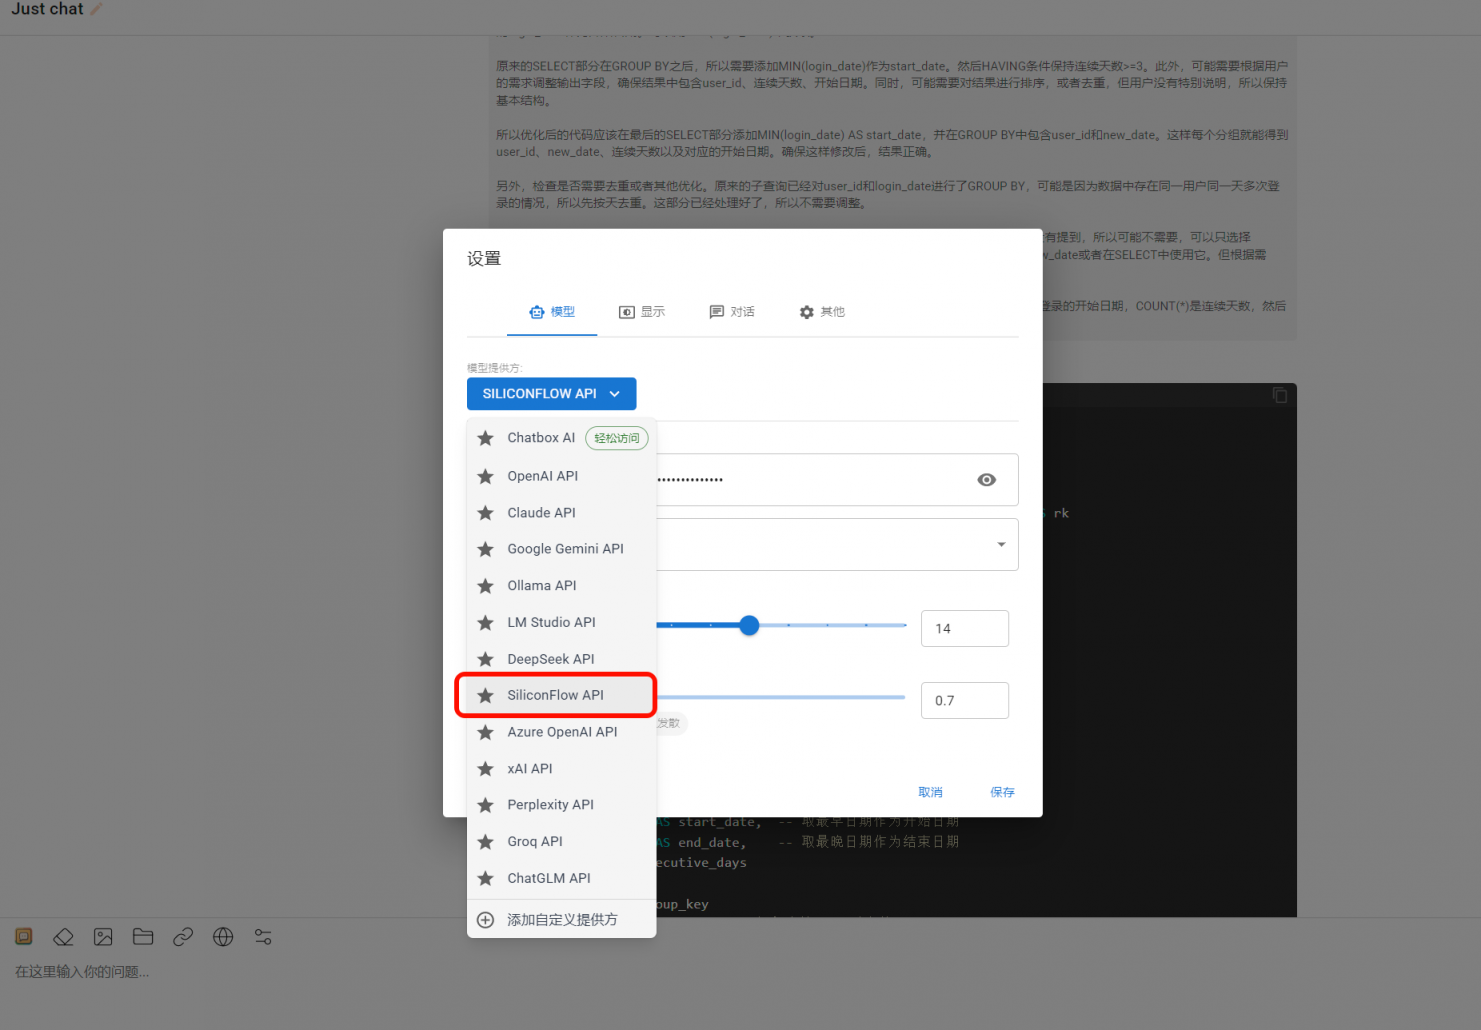 Just chat
原来的SELECT部分在GROUP BY之后，所以需要添加MIN(login_date)作为start_date。然后HAVING条件保持连续天数>=3。此外，可能需要根据用户
的需求调整输出字段，确保结果中包含user_id、连续天数、开始日期。同时，可能需要对结果进行排序，或者去重，但用户没有特别说明，所以保持
基本结构。
所以优化后的代码应该在最后的SELECT部分添加MIN(login_date) AS start_date，并在GROUP BY中包含user_id和new_date。这样每个分组就能得到
user_id、new_date、连续天数以及对应的开始日期。确保这样修改后，结果正确。
另外，检查是否需要去重或者其他优化。原来的子查询已经对user_id和login_date进行了GROUP BY，可能是因为数据中存在同一用户同一天多次登
录的情况，所以先按天去重。这部分已经处理好了，所以不需要调整。
有提到，所以可能不需要，可以只选择
w_date或者在SELECT中使用它。但根据需
登录的开始日期，COUNT(*)是连续天数，然后
设置
模型
显示
对话
其他
模型提供方:
SILICONFLOW API
Chatbox AI 轻松访问
OpenAI API
Claude API
rk
Google Gemini API
Ollama API
LM Studio API
14
DeepSeek API
SiliconFlow API
0.7
发散
Azure OpenAI API
xAI API
取消
保存
Perplexity API
AS start_date, -- 取最早日期作为开始日期
Groq API
AS end_date, -- 取最晚日期作为结束日期
ecutive_days
ChatGLM API
oup_key
添加自定义提供方
在这里输入你的问题...